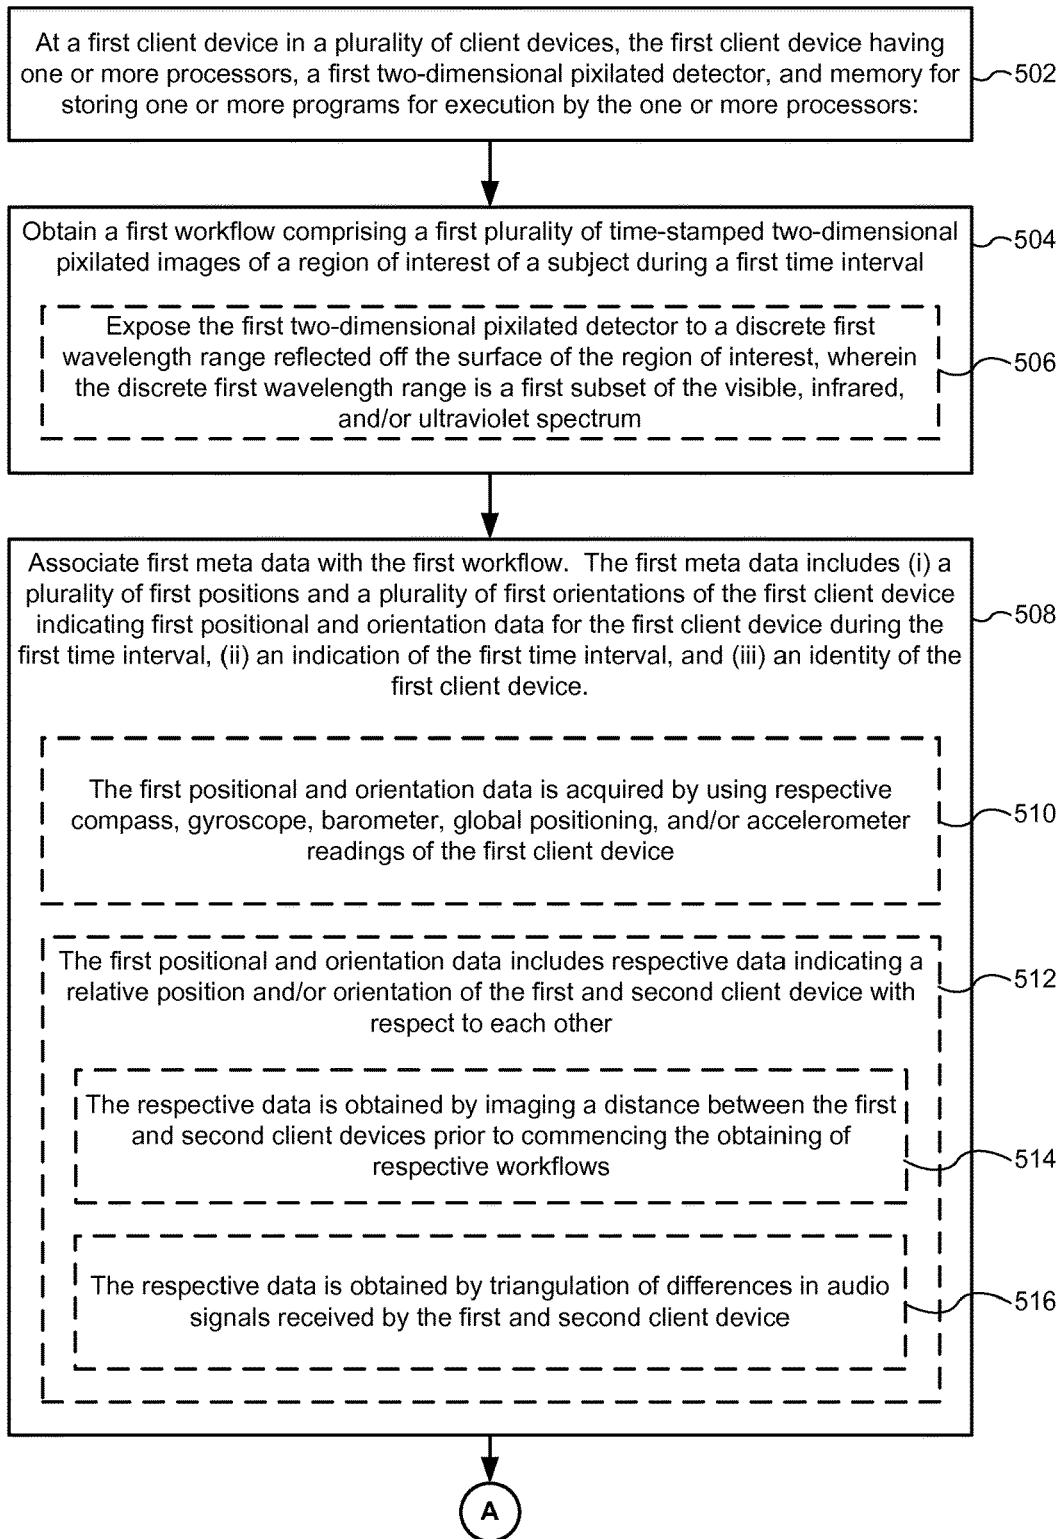 At a first client device in a plurality of client devices, the first client device having
one or more processors, a first two-dimensional pixilated detector, and memory for
storing one or more programs for execution by the one or more processors:
502
Obtain a first workflow comprising a first plurality of time-stamped two-dimensional
pixilated images of a region of interest of a subject during a first time interval
504
Expose the first two-dimensional pixilated detector to a discrete first
wavelength range reflected off the surface of the region of interest, wherein
the discrete first wavelength range is a first subset of the visible, infrared,
and/or ultraviolet spectrum
506
Associate first meta data with the first workflow.  The first meta data includes (i) a
plurality of first positions and a plurality of first orientations of the first client device
indicating first positional and orientation data for the first client device during the
first time interval, (ii) an indication of the first time interval, and (iii) an identity of the
first client device.
508
The first positional and orientation data is acquired by using respective
compass, gyroscope, barometer, global positioning, and/or accelerometer
readings of the first client device
510
The first positional and orientation data includes respective data indicating a
relative position and/or orientation of the first and second client device with
respect to each other
512
The respective data is obtained by imaging a distance between the first
and second client devices prior to commencing the obtaining of
respective workflows
514
The respective data is obtained by triangulation of differences in audio
signals received by the first and second client device
516
A